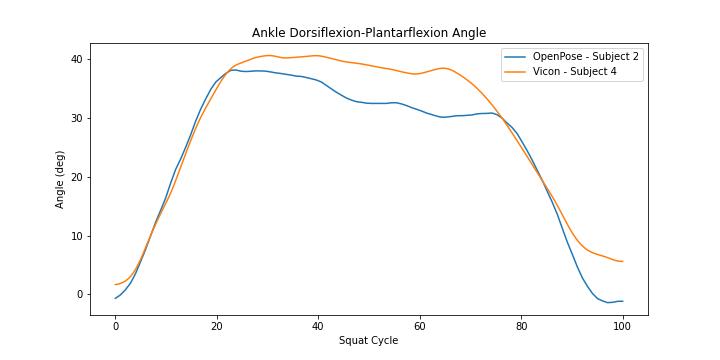 Ankle Dorsiflexion-Plantarflexion Angle
OpenPose - Subject 2
Vicon - Subject 4
Angle (deg)
40
30
20
10
0
0 20 40 60 80 100
Squat Cycle